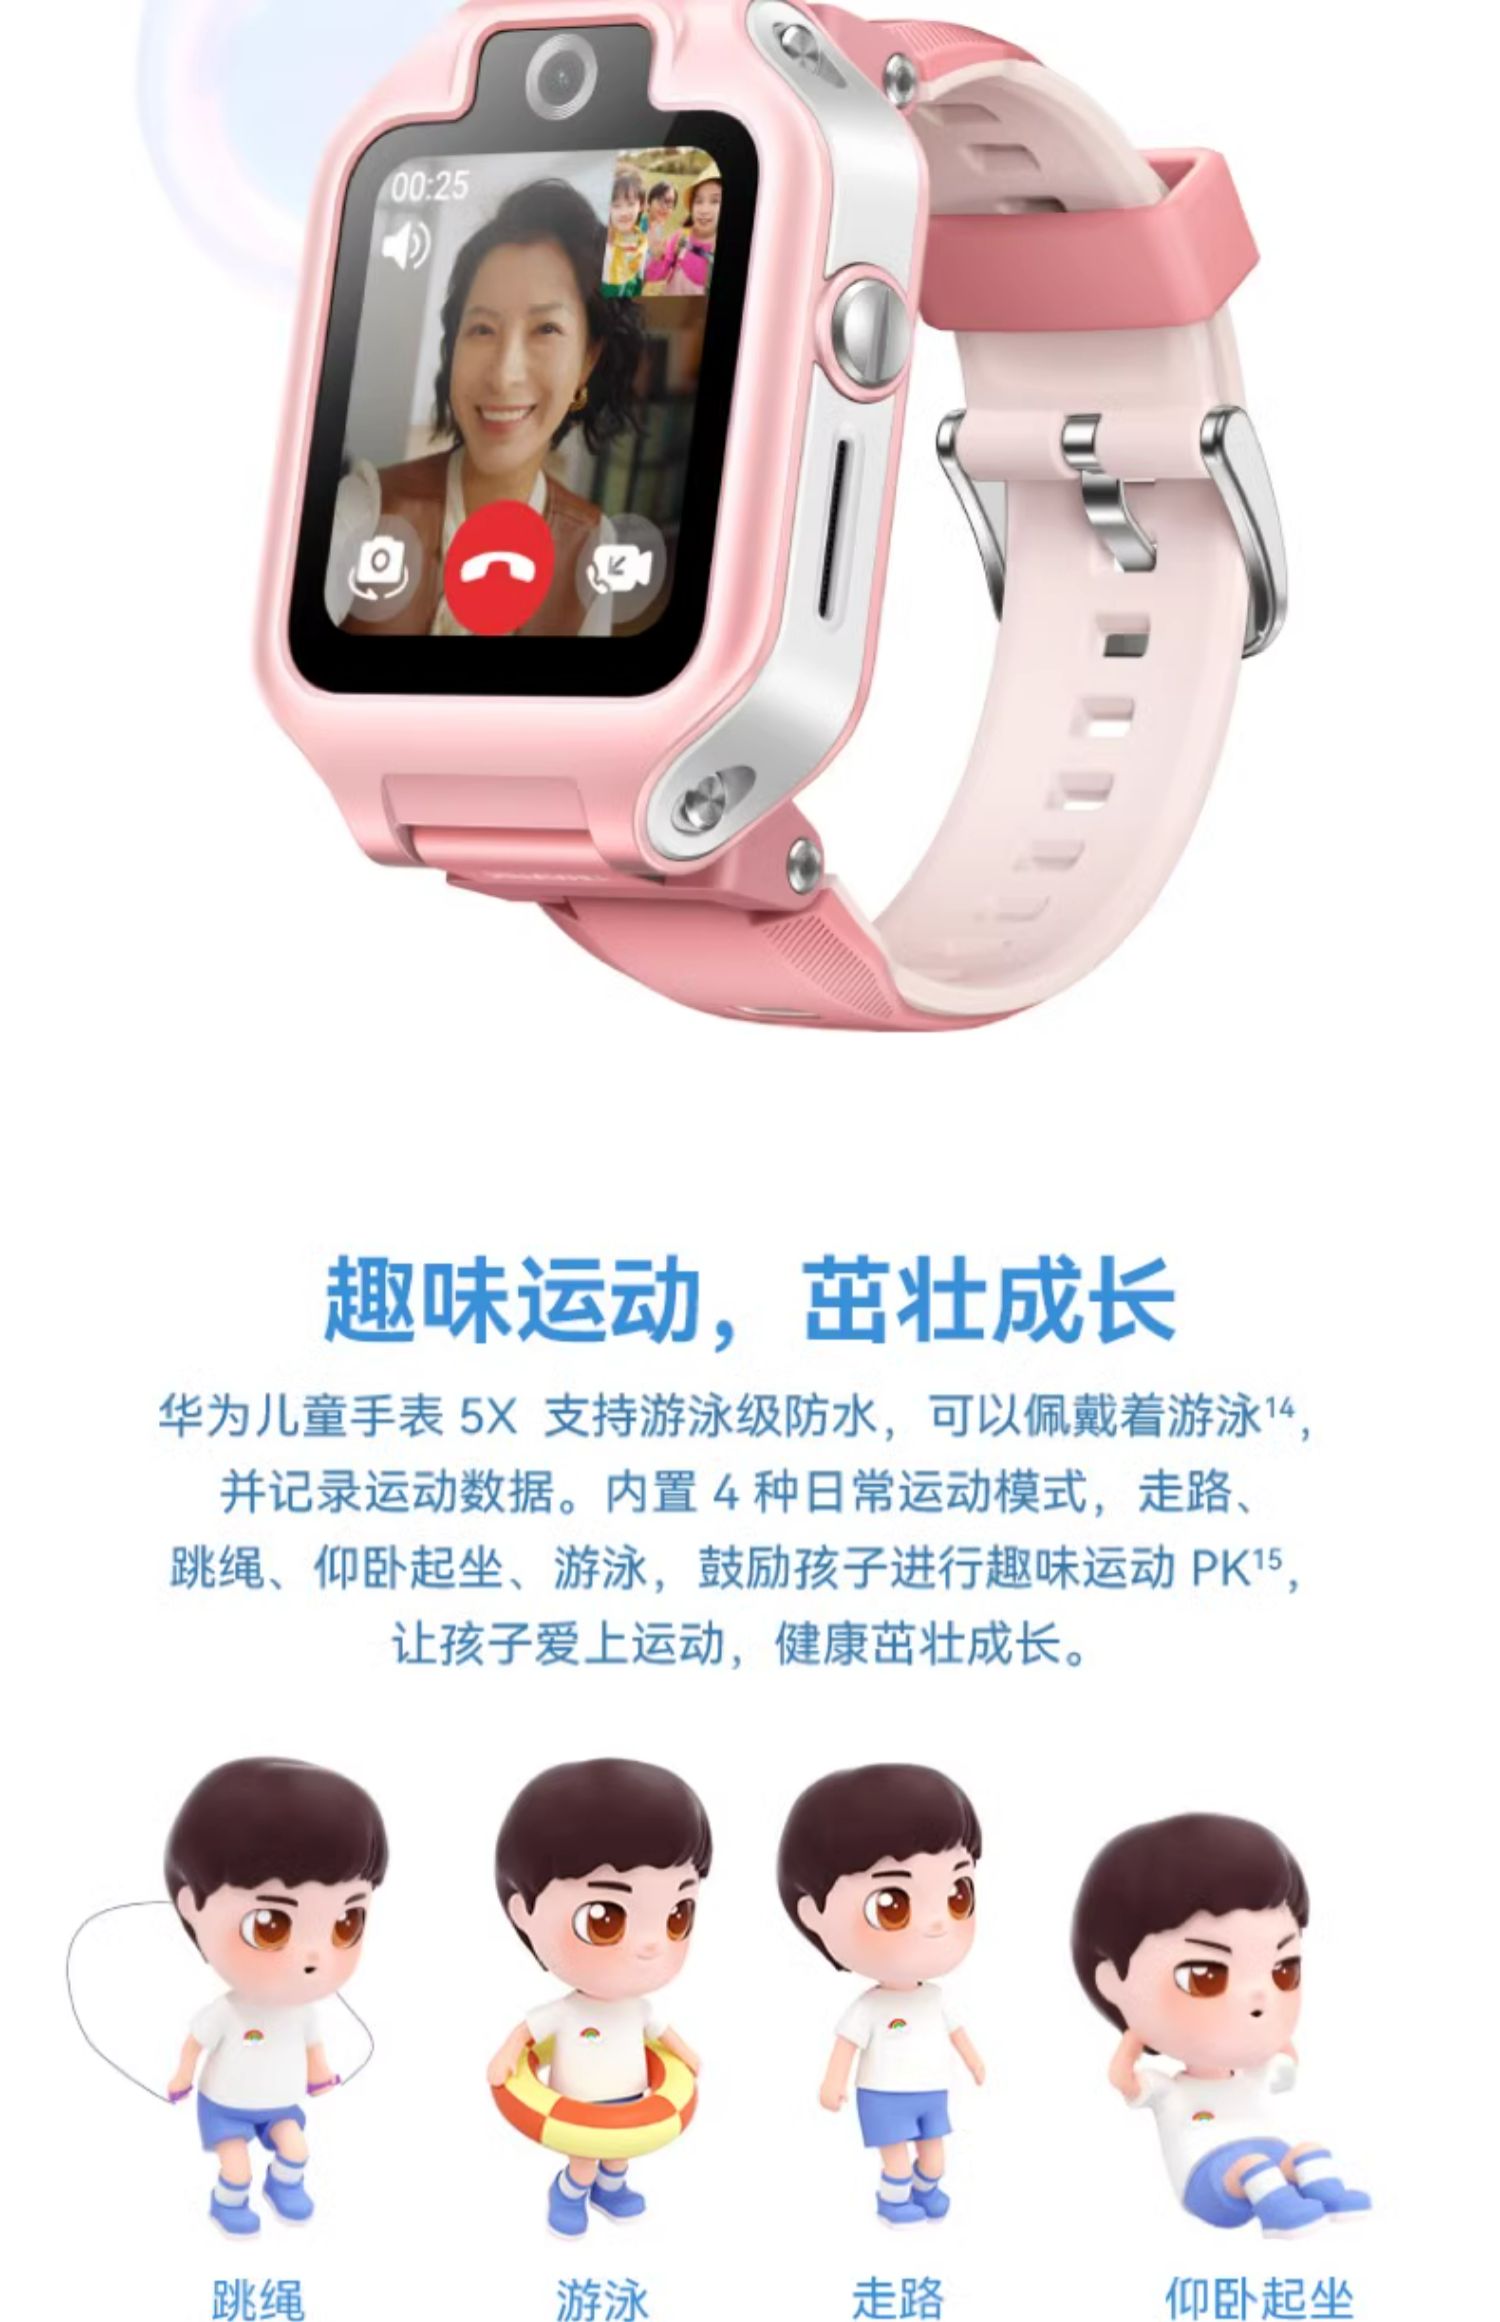 00:25
趣味运动，茁壮成长
华为儿童手表 5X 支持游泳级防水，可以佩戴着游泳¹⁴，
并记录运动数据。内置 4 种日常运动模式，走路、
跳绳、仰卧起坐、游泳，鼓励孩子进行趣味运动 PK¹⁵，
让孩子爱上运动，健康茁壮成长。
跳绳 游泳 走路 仰卧起坐